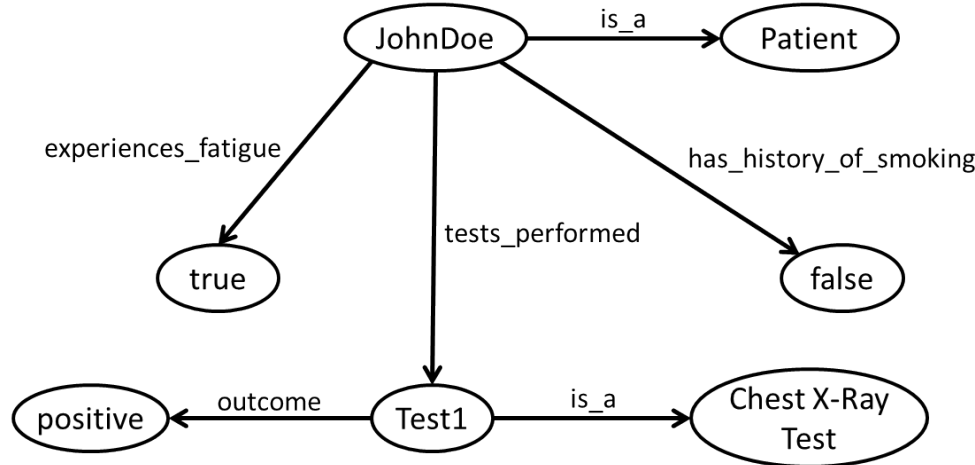 is_a
JohnDoe
Patient
experiences_fatigue
has_history_of_smoking
tests_performed
true
false
outcome
is_a
positive
Test1
Chest X-Ray
Test